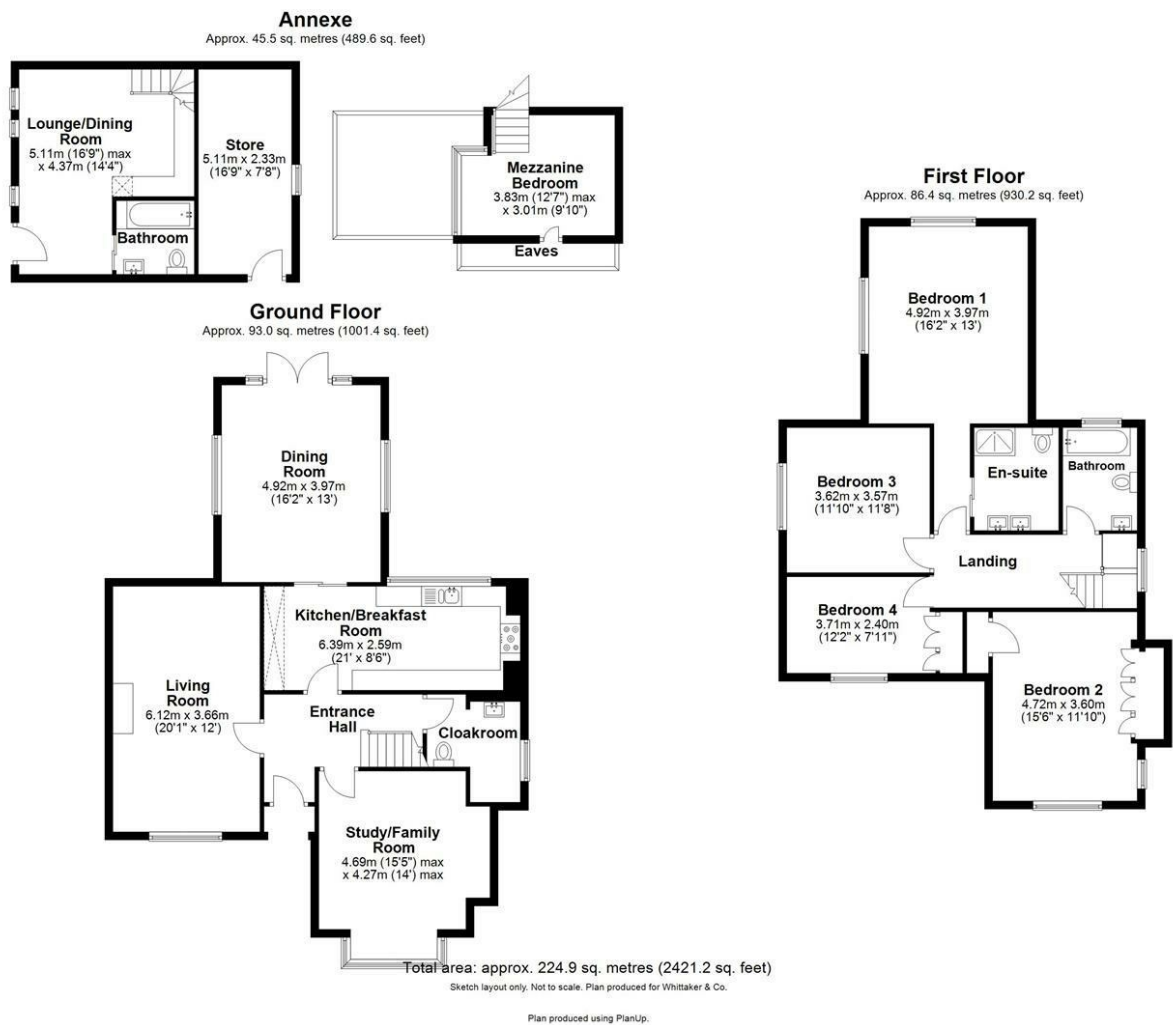 Annexe
Approx. 45.5 sq. metres (489.6 sq. feet)
Lounge/Dining
Room
5.11m (16'9") max
x 4.37m (14'4")
Store
5.11m x 2.33m
(16'9" x 7'8")
Bathroom
Mezzanine
Bedroom
3.83m (12'7") max
x 3.01m (9'10")
Eaves
Ground Floor
Approx. 93.0 sq. metres (1001.4 sq. feet)
Dining
Room
4.92m x 3.97m
(16'2" x 13')
Kitchen/Breakfast
Room
6.39m x 2.59m
(21' x 8'6")
Living
Room
6.12m x 3.66m
(20'1" x 12')
Entrance
Hall
Cloakroom
Study/Family
Room
4.69m (15'5") max
x 4.27m (14') max
First Floor
Approx. 86.4 sq. metres (930.2 sq. feet)
Bedroom 1
4.92m x 3.97m
(16'2" x 13')
Bedroom 3
3.62m x 3.57m
(11'10" x 11'8")
En-suite
Bathroom
Landing
Bedroom 4
3.71m x 2.40m
(12'2" x 7'11")
Bedroom 2
4.72m x 3.60m
(15'6" x 11'10")
Total area: approx. 224.9 sq. metres (2421.2 sq. feet)
Sketch layout only. Not to scale. Plan produced for Whittaker & Co.
Plan produced using PlanUp.